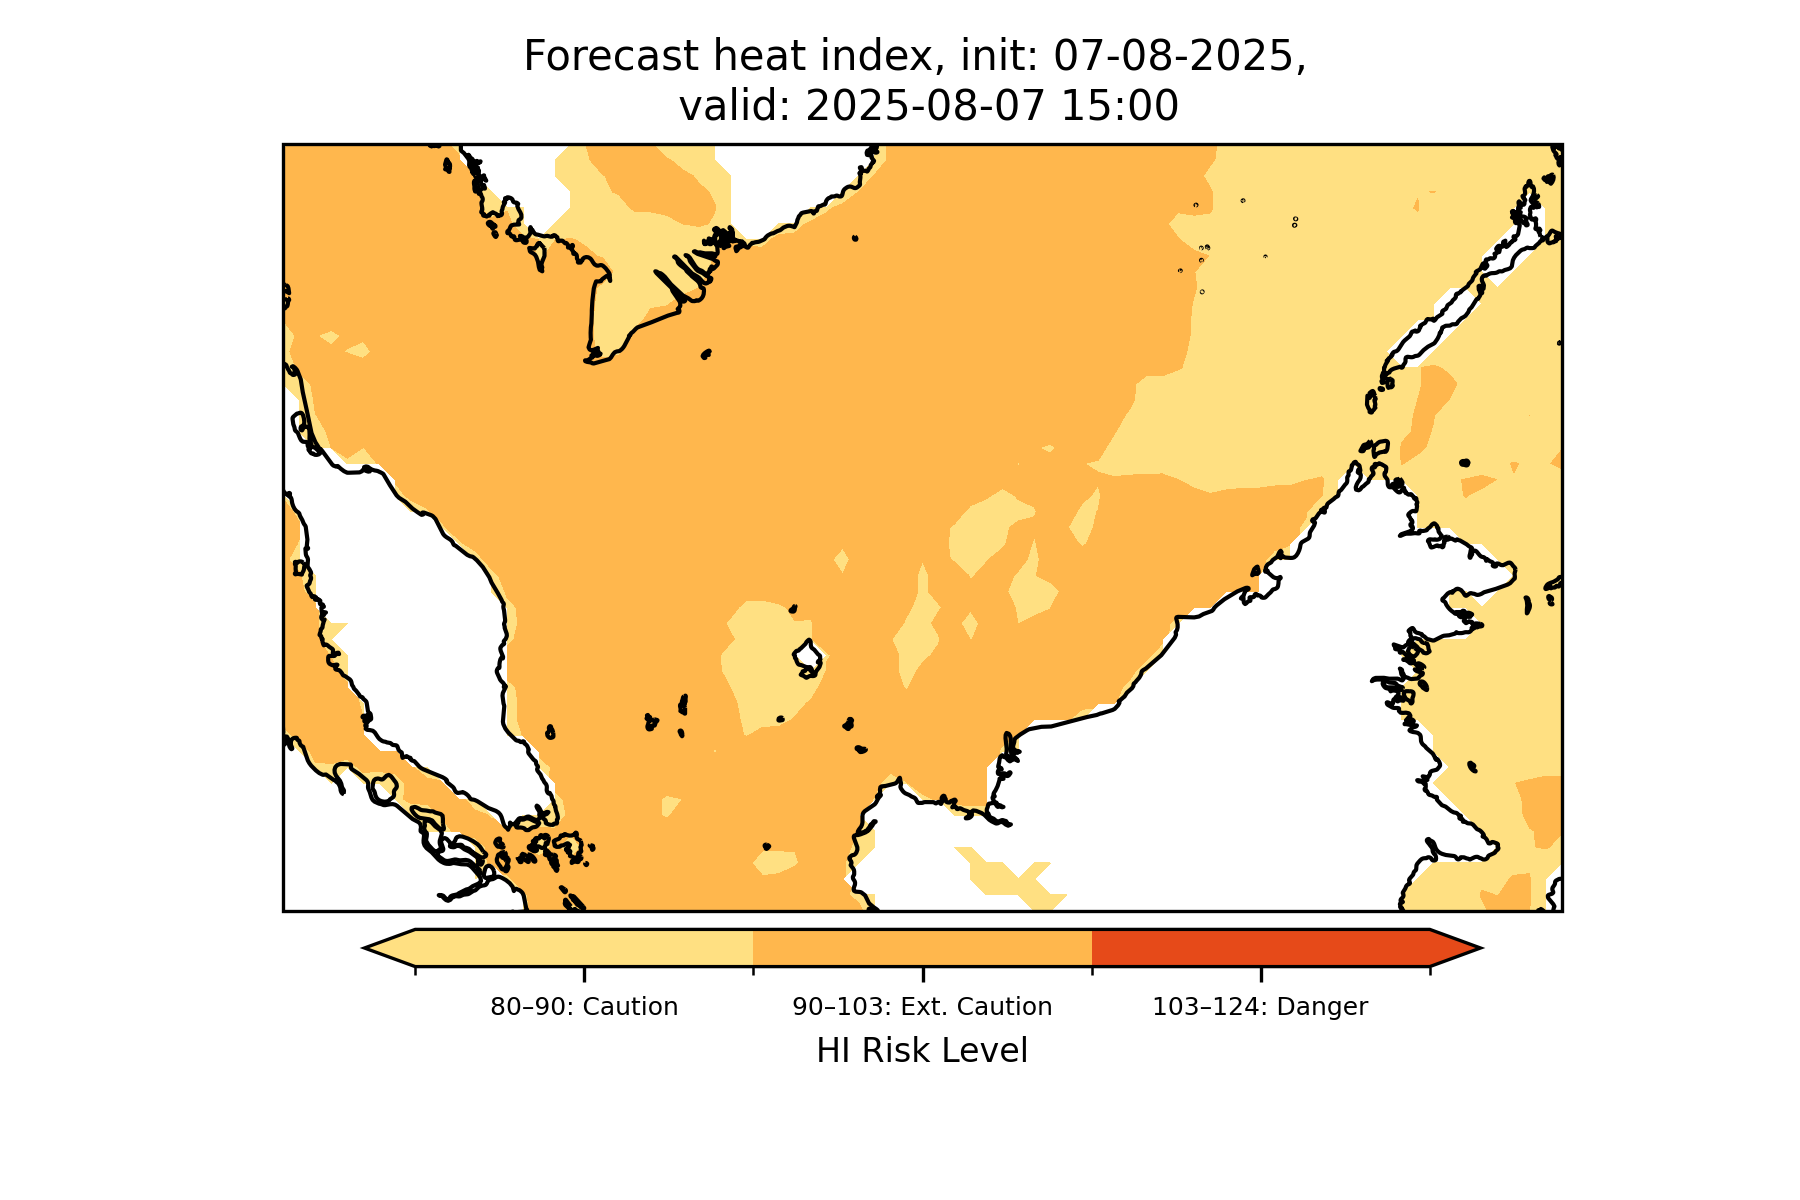 Forecast heat index, init: 07-08-2025,
valid: 2025-08-07 15:00
80–90: Caution
90–103: Ext. Caution
103–124: Danger
HI Risk Level